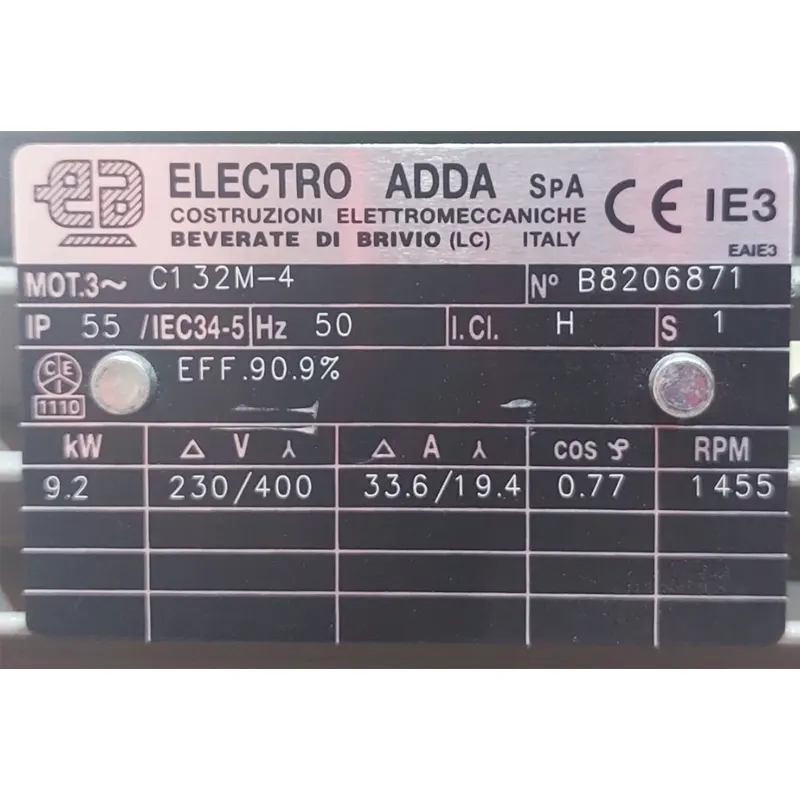 ea ELECTRO ADDA SpA
COSTRUZIONI ELETTROMECCANICHE
BEVERATE DI BRIVIO (LC) ITALY
CE IE3
EAIE3
MOT.3~ C132M-4 Nº B8206871
IP 55 /IEC34-5 Hz 50 I.Cl. H S 1
CEI 1110 EFF.90.9%
kW Δ V ⅄ Δ A ⅄ cos φ RPM
9.2 230/400 33.6/19.4 0.77 1455